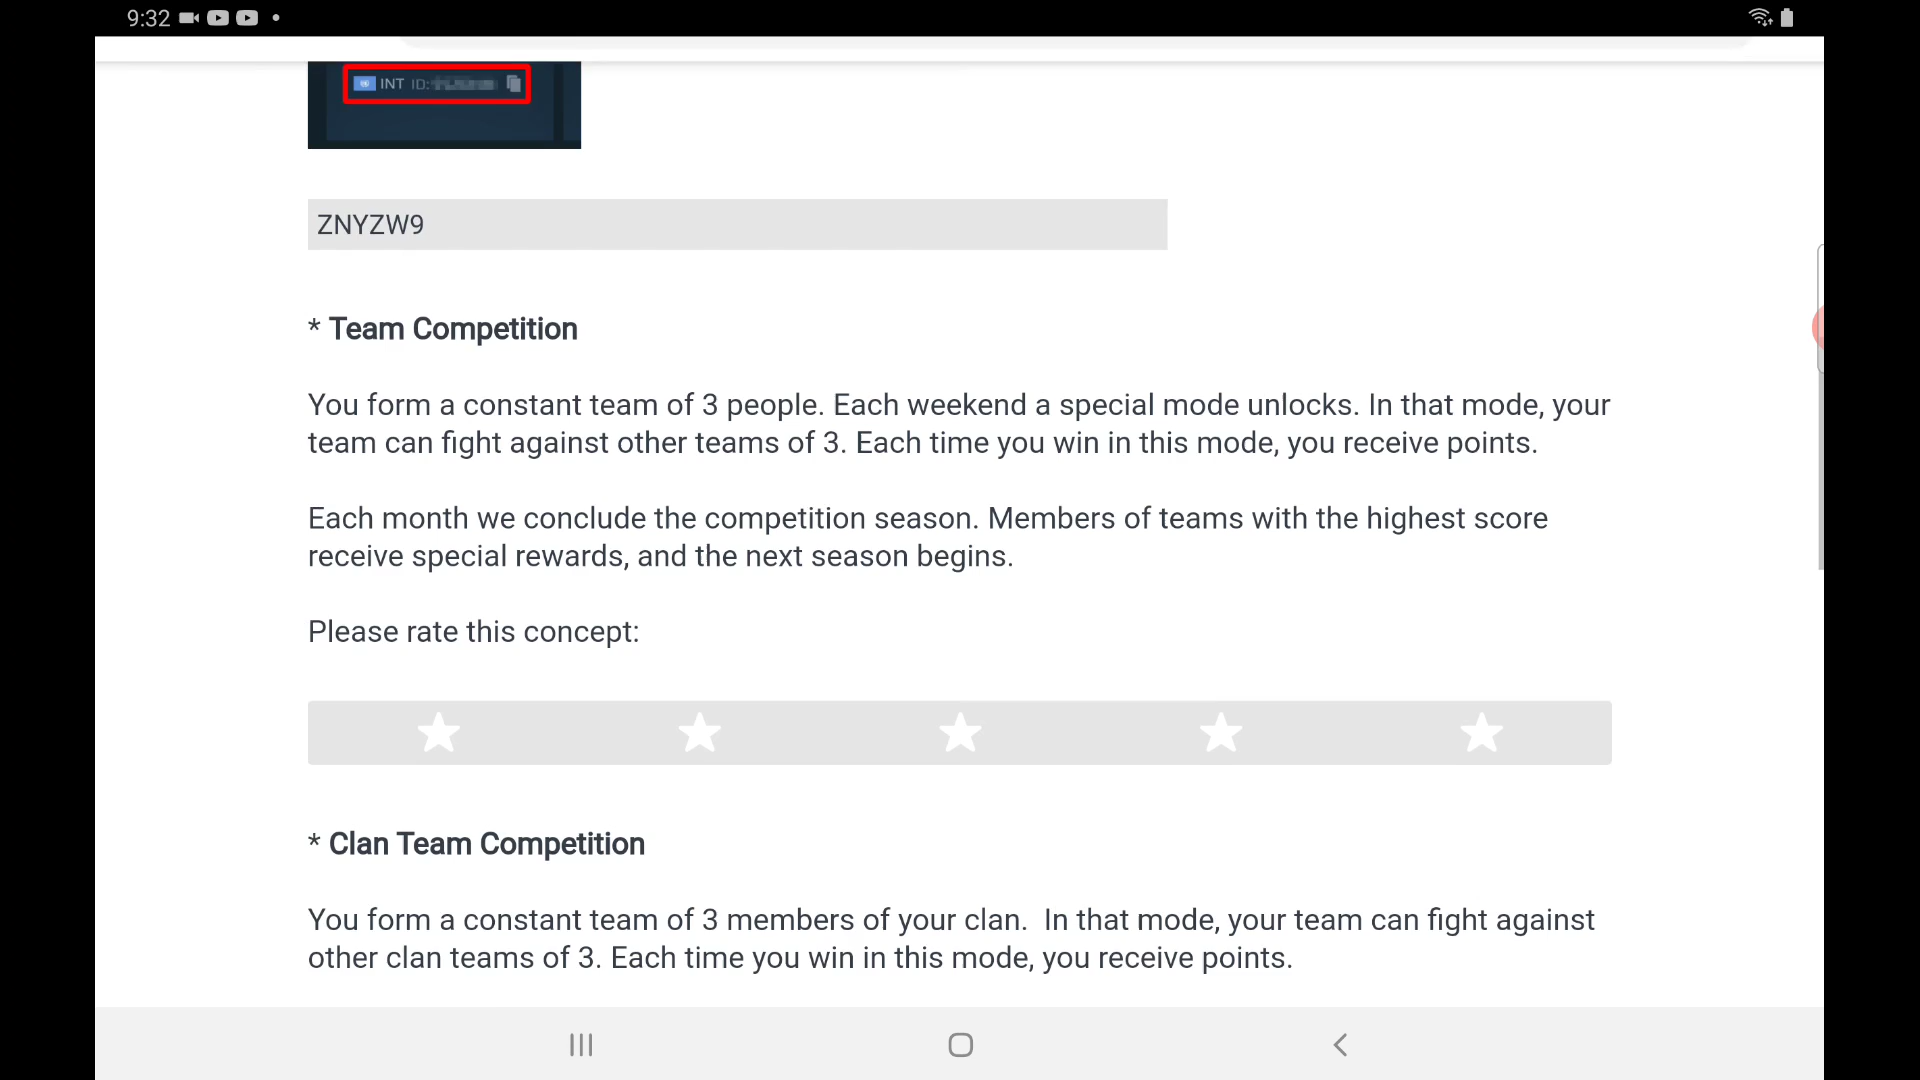 9:32
INT ID:
ZNYZW9
* Team Competition
You form a constant team of 3 people. Each weekend a special mode unlocks. In that mode, your
team can fight against other teams of 3. Each time you win in this mode, you receive points.
Each month we conclude the competition season. Members of teams with the highest score
receive special rewards, and the next season begins.
Please rate this concept:
* Clan Team Competition
You form a constant team of 3 members of your clan.  In that mode, your team can fight against
other clan teams of 3. Each time you win in this mode, you receive points.